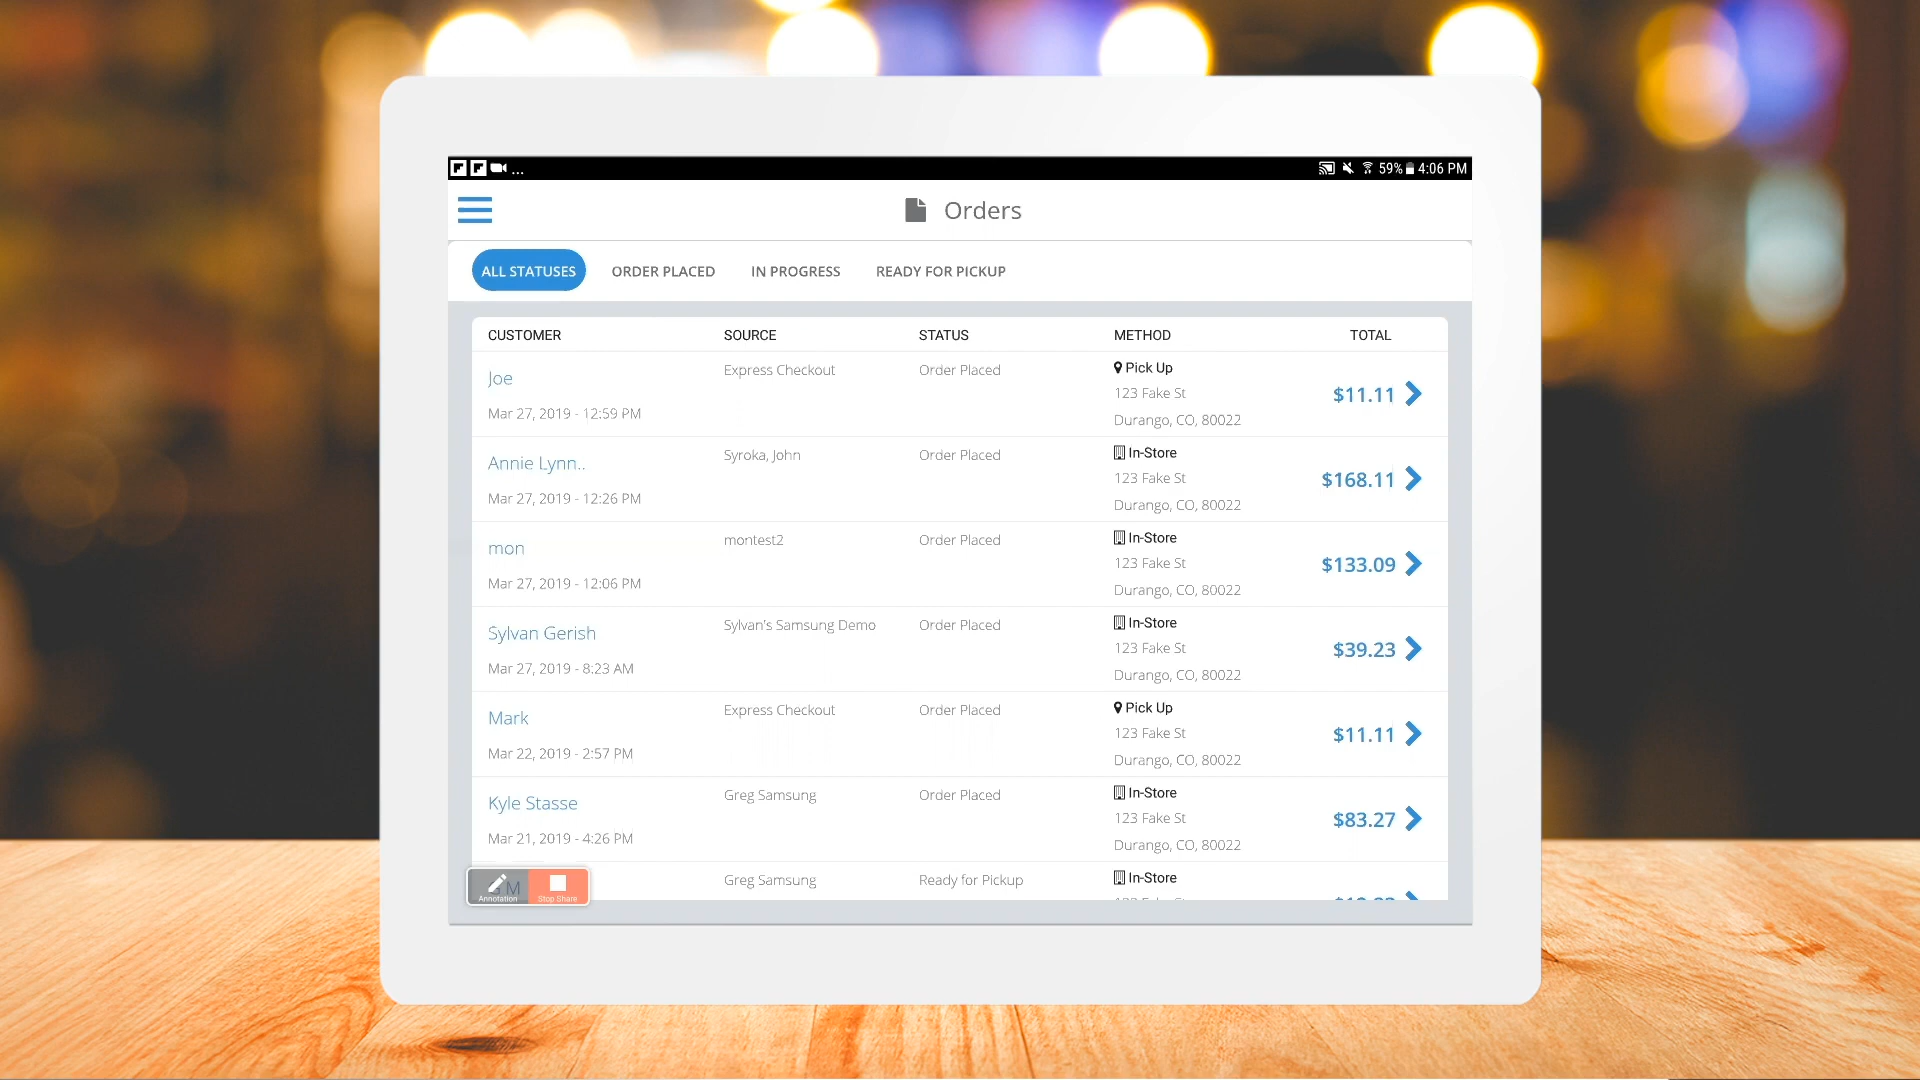 ... 59% 4:06 PM
Orders
ALL STATUSES ORDER PLACED IN PROGRESS READY FOR PICKUP
CUSTOMER SOURCE STATUS METHOD TOTAL
Joe Express Checkout Order Placed Pick Up
123 Fake St $11.11
Mar 27, 2019 - 12:59 PM Durango, CO, 80022
Annie Lynn.. Syroka, John Order Placed In-Store
123 Fake St $168.11
Mar 27, 2019 - 12:26 PM Durango, CO, 80022
mon montest2 Order Placed In-Store
123 Fake St $133.09
Mar 27, 2019 - 12:06 PM Durango, CO, 80022
Sylvan Gerish Sylvan's Samsung Demo Order Placed In-Store
123 Fake St $39.23
Mar 27, 2019 - 8:23 AM Durango, CO, 80022
Mark Express Checkout Order Placed Pick Up
123 Fake St $11.11
Mar 22, 2019 - 2:57 PM Durango, CO, 80022
Kyle Stasse Greg Samsung Order Placed In-Store
123 Fake St $83.27
Mar 21, 2019 - 4:26 PM Durango, CO, 80022
Greg Samsung Ready for Pickup In-Store
Annotation Stop Share